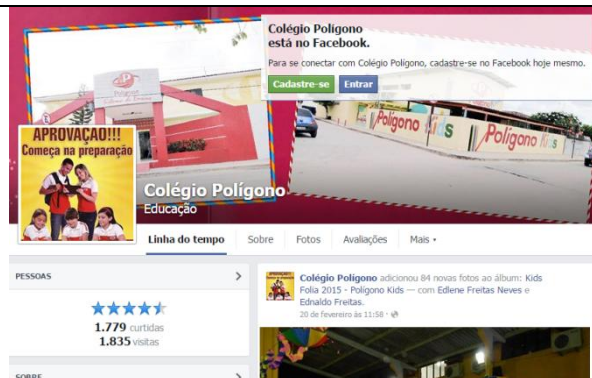 Colégio Polígono
está no Facebook.
Para se conectar com Colégio Polígono, cadastre-se no Facebook hoje mesmo.
Cadastre-se Entrar
Polígono Kids
Polígono Kids
APROVAÇÃO!!!
Começa na preparação
Colégio Polígono
Educação
Linha do tempo Sobre Fotos Avaliações Mais
PESSOAS
1.779 curtidas
1.835 visitas
SOBRE
Colégio Polígono adicionou 84 novas fotos ao álbum: Kids
Folia 2015 - Polígono Kids — com Edlene Freitas Neves e
Ednaldo Freitas.
20 de fevereiro às 11:58 ·